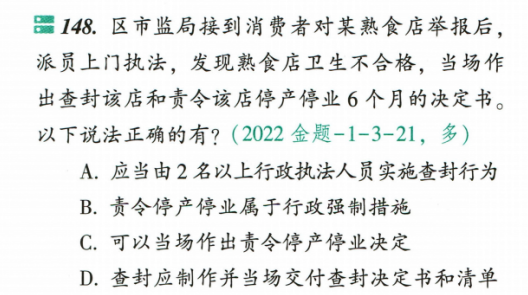 148. 区市监局接到消费者对某熟食店举报后，
派员上门执法，发现熟食店卫生不合格，当场作
出查封该店和责令该店停产停业 6 个月的决定书。
以下说法正确的有？（2022 金题-1-3-21，多）
A. 应当由 2 名以上行政执法人员实施查封行为
B. 责令停产停业属于行政强制措施
C. 可以当场作出责令停产停业决定
D. 查封应制作并当场交付查封决定书和清单